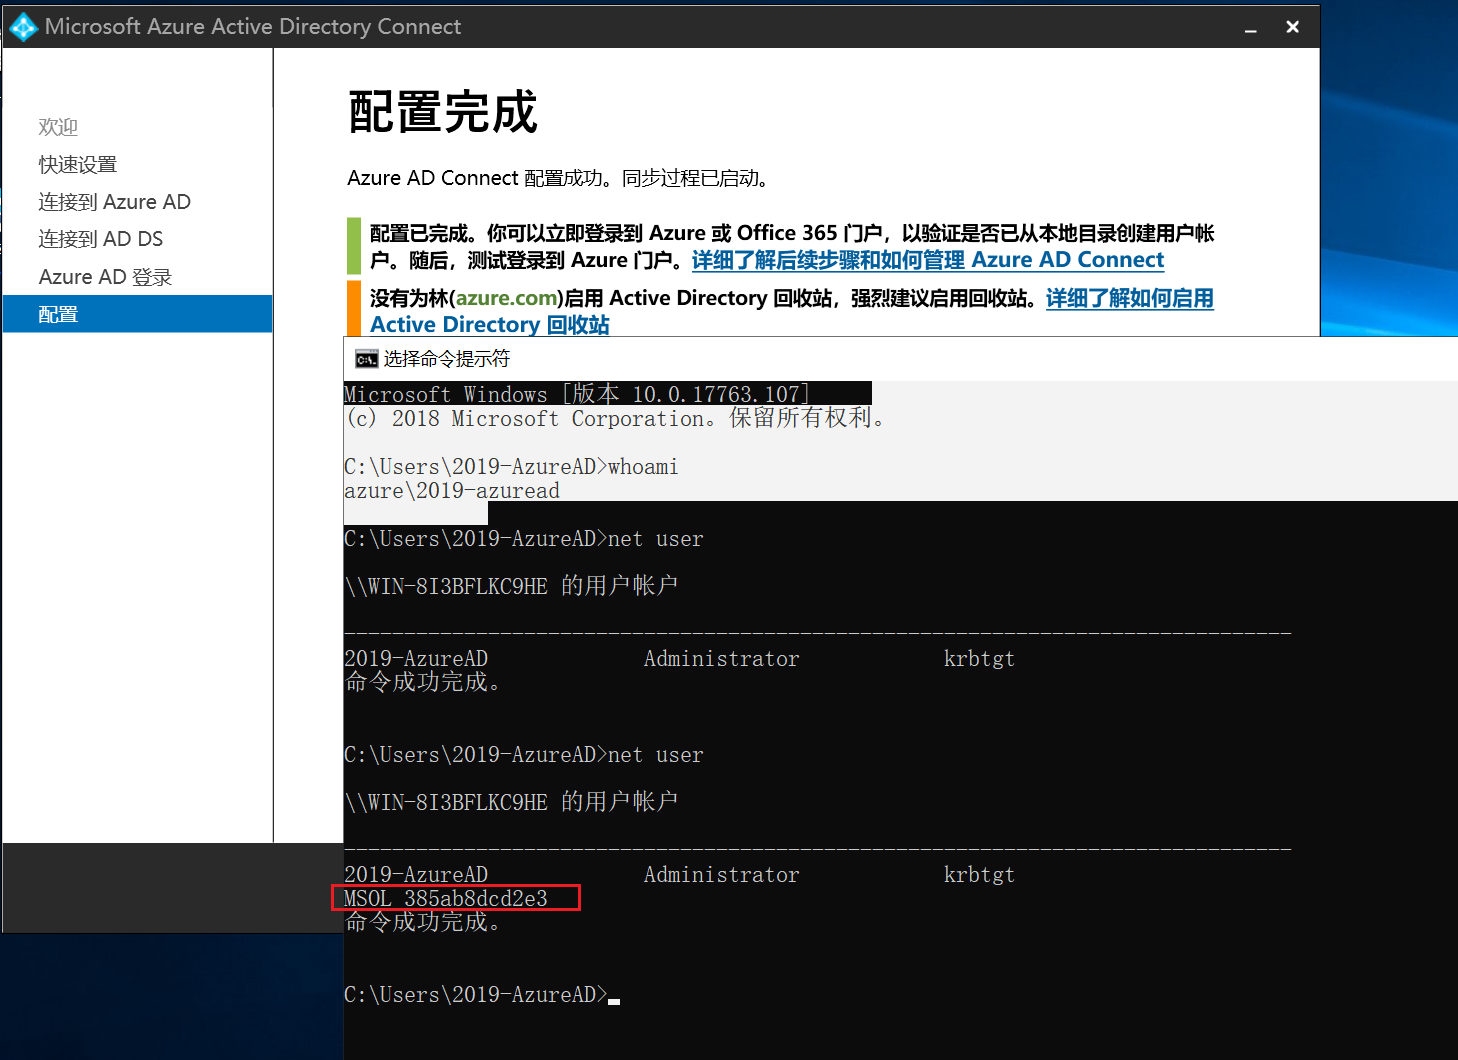 Microsoft Azure Active Directory Connect
欢迎
快速设置
连接到 Azure AD
连接到 AD DS
Azure AD 登录
配置
配置完成
Azure AD Connect 配置成功。同步过程已启动。
配置已完成。你可以立即登录到 Azure 或 Office 365 门户，以验证是否已从本地目录创建用户帐
户。随后，测试登录到 Azure 门户。详细了解后续步骤和如何管理 Azure AD Connect
没有为林(azure.com)启用 Active Directory 回收站，强烈建议启用回收站。详细了解如何启用
Active Directory 回收站
选择命令提示符
Microsoft Windows [版本 10.0.17763.107]
(c) 2018 Microsoft Corporation。保留所有权利。
C:\Users\2019-AzureAD>whoami
azure\2019-azuread
C:\Users\2019-AzureAD>net user
\\WIN-8I3BFLKC9HE 的用户帐户
-------------------------------------------------------------------------------
2019-AzureAD Administrator krbtgt
命令成功完成。
C:\Users\2019-AzureAD>net user
\\WIN-8I3BFLKC9HE 的用户帐户
-------------------------------------------------------------------------------
2019-AzureAD Administrator krbtgt
MSOL_385ab8dcd2e3
命令成功完成。
C:\Users\2019-AzureAD>